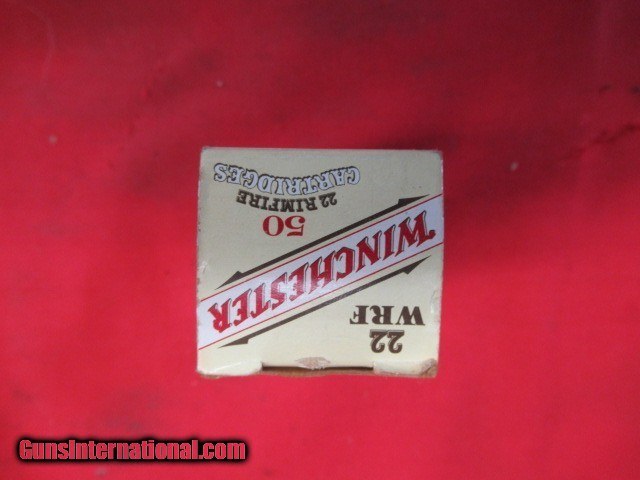 22
WRF
WINCHESTER
50
22 RIMFIRE
CARTRIDGES
GunsInternational.com